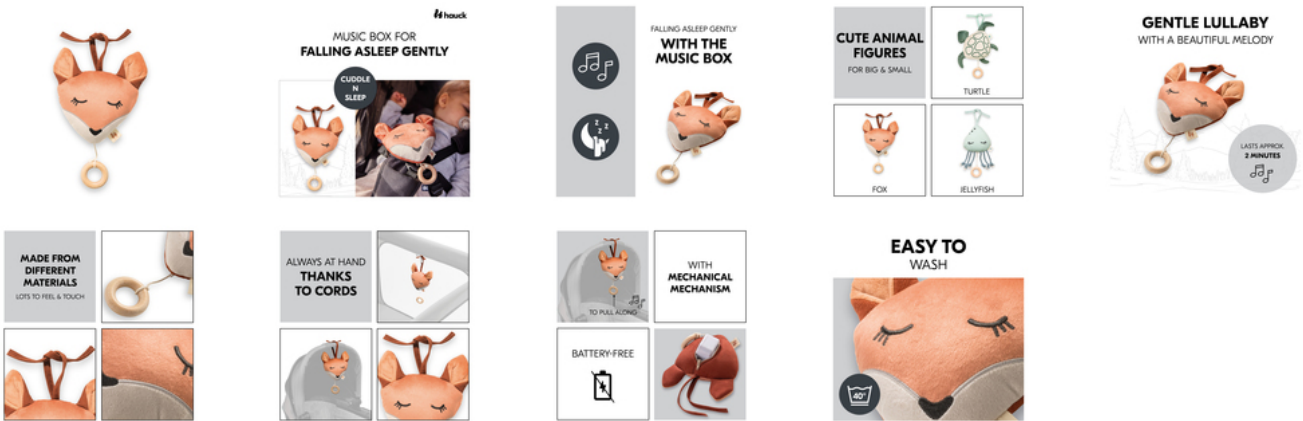 hauck
MUSIC BOX FOR
FALLING ASLEEP GENTLY
CUDDLE
N
SLEEP
FALLING ASLEEP GENTLY
WITH THE
MUSIC BOX
Z
Z
Z
CUTE ANIMAL
FIGURES
FOR BIG & SMALL
TURTLE
FOX
JELLYFISH
GENTLE LULLABY
WITH A BEAUTIFUL MELODY
LASTS APPROX.
2 MINUTES
MADE FROM
DIFFERENT
MATERIALS
LOTS TO FEEL & TOUCH
ALWAYS AT HAND
THANKS
TO CORDS
TO PULL ALONG
WITH
MECHANICAL
MECHANISM
BATTERY-FREE
EASY TO
WASH
40°